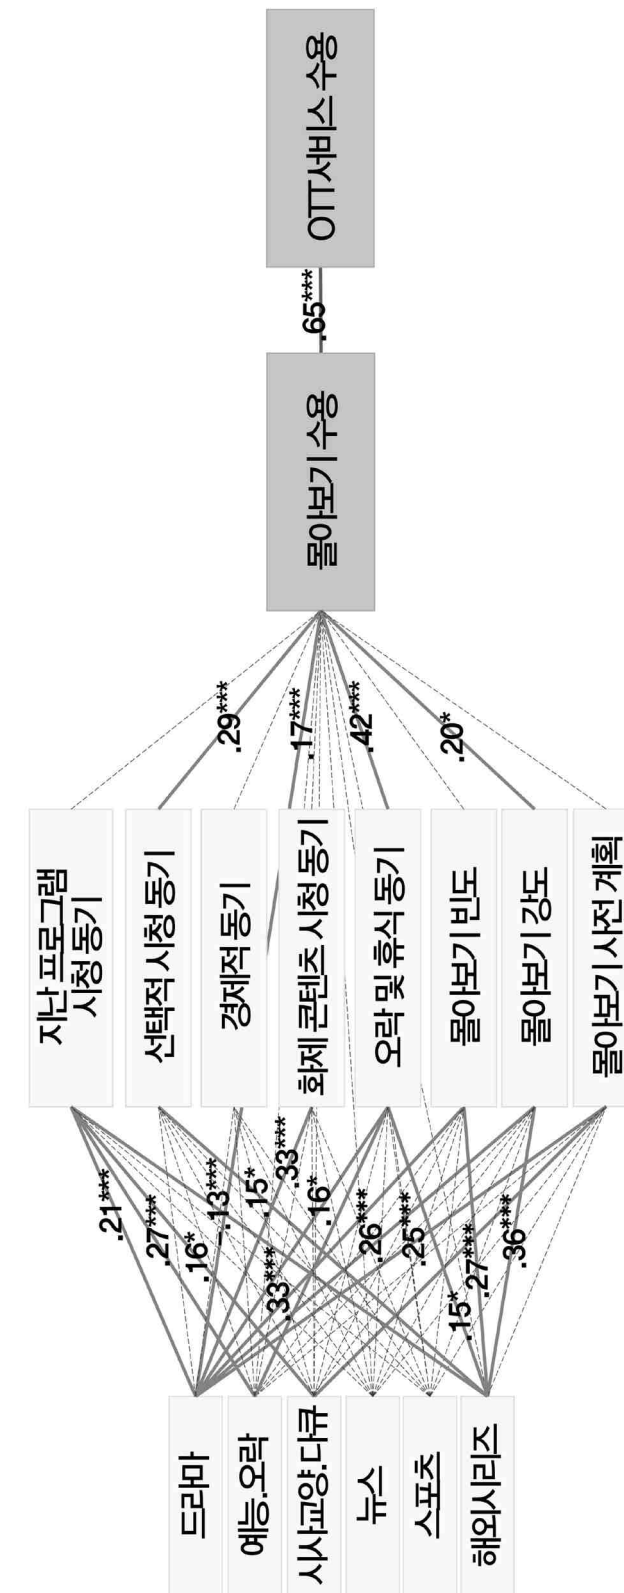 드라마
예능.오락
시사교양.다큐
뉴스
스포츠
해외시리즈
.21***
.27***
.16*
-.13***
.15*
.33***
.33***
.16*
.26***
.25***
.15*
.27***
.36***
지난 프로그램
시청 동기
선택적 시청 동기
경제적 동기
화제 콘텐츠 시청 동기
오락 및 휴식 동기
몰아보기 빈도
몰아보기 강도
몰아보기 사전 계획
.29***
.17***
.42***
.20*
몰아보기 수용
.65***
OTT서비스 수용